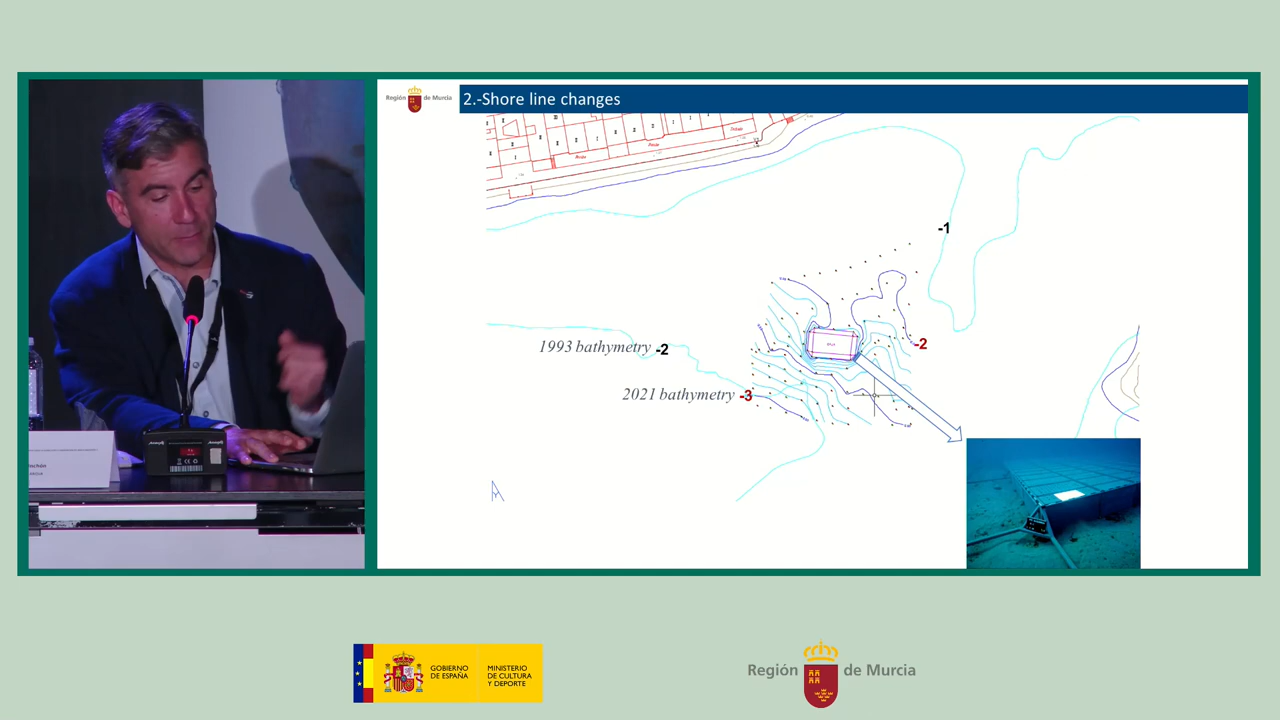 Región de Murcia
2.-Shore line changes
-1
1993 bathymetry -2
-2
2021 bathymetry -3
GOBIERNO
DE ESPAÑA
MINISTERIO
DE CULTURA
Y DEPORTE
Región de Murcia